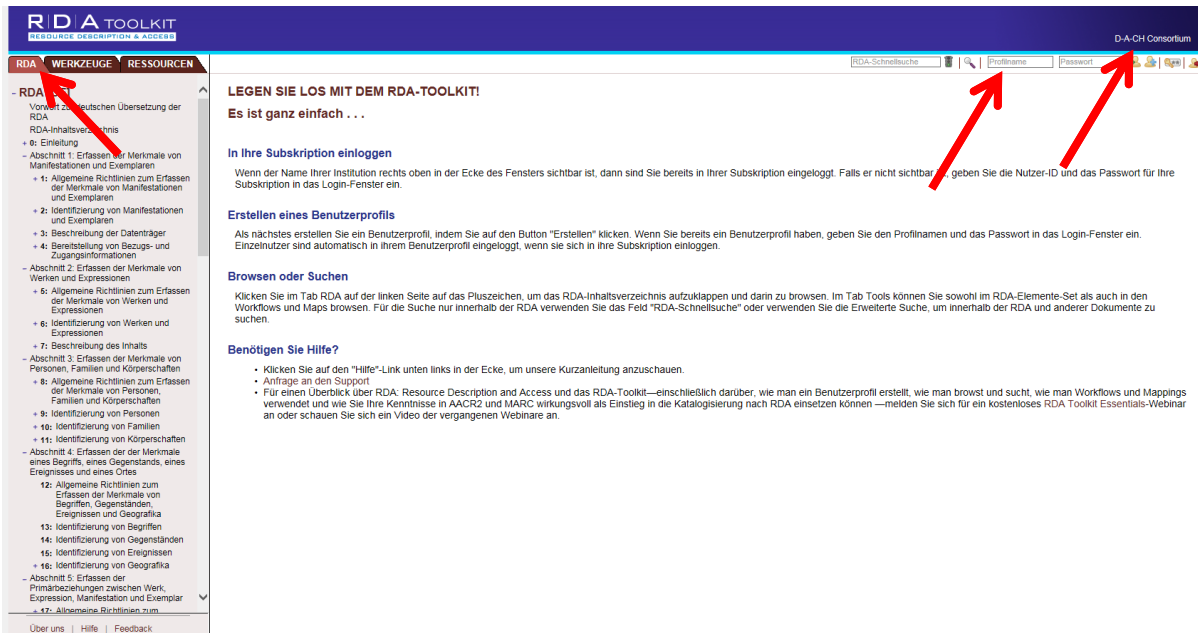 RDA TOOLKIT
RESOURCE DESCRIPTION & ACCESS
D-A-CH Consortium
RDA WERKZEUGE RESSOURCEN
RDA-Schnellsuche Profilname Passwort
- RDA
Vorwort zur deutschen Übersetzung der
RDA
RDA-Inhaltsverzeichnis
+ 0: Einleitung
– Abschnitt 1: Erfassen der Merkmale von
Manifestationen und Exemplaren
+ 1: Allgemeine Richtlinien zum Erfassen
der Merkmale von Manifestationen
und Exemplaren
+ 2: Identifizierung von Manifestationen
und Exemplaren
+ 3: Beschreibung der Datenträger
+ 4: Bereitstellung von Bezugs- und
Zugangsinformationen
– Abschnitt 2: Erfassen der Merkmale von
Werken und Expressionen
+ 5: Allgemeine Richtlinien zum Erfassen
der Merkmale von Werken und
Expressionen
+ 6: Identifizierung von Werken und
Expressionen
+ 7: Beschreibung des Inhalts
– Abschnitt 3: Erfassen der Merkmale von
Personen, Familien und Körperschaften
+ 8: Allgemeine Richtlinien zum Erfassen
der Merkmale von Personen,
Familien und Körperschaften
+ 9: Identifizierung von Personen
+ 10: Identifizierung von Familien
+ 11: Identifizierung von Körperschaften
– Abschnitt 4: Erfassen der der Merkmale
eines Begriffs, eines Gegenstands, eines
Ereignisses und eines Ortes
12: Allgemeine Richtlinien zum
Erfassen der Merkmale von
Begriffen, Gegenständen,
Ereignissen und Geografika
13: Identifizierung von Begriffen
14: Identifizierung von Gegenständen
15: Identifizierung von Ereignissen
+ 16: Identifizierung von Geografika
– Abschnitt 5: Erfassen der
Primärbeziehungen zwischen Werk,
Expression, Manifestation und Exemplar
+ 17: Allgemeine Richtlinien zum
Über uns | Hilfe | Feedback
LEGEN SIE LOS MIT DEM RDA-TOOLKIT!
Es ist ganz einfach . . .
In Ihre Subskription einloggen
Wenn der Name Ihrer Institution rechts oben in der Ecke des Fensters sichtbar ist, dann sind Sie bereits in Ihrer Subskription eingeloggt. Falls er nicht sichtbar ist, geben Sie die Nutzer-ID und das Passwort für Ihre
Subskription in das Login-Fenster ein.
Erstellen eines Benutzerprofils
Als nächstes erstellen Sie ein Benutzerprofil, indem Sie auf den Button "Erstellen" klicken. Wenn Sie bereits ein Benutzerprofil haben, geben Sie den Profilnamen und das Passwort in das Login-Fenster ein.
Einzelnutzer sind automatisch in ihrem Benutzerprofil eingeloggt, wenn sie sich in ihre Subskription einloggen.
Browsen oder Suchen
Klicken Sie im Tab RDA auf der linken Seite auf das Pluszeichen, um das RDA-Inhaltsverzeichnis aufzuklappen und darin zu browsen. Im Tab Tools können Sie sowohl im RDA-Elemente-Set als auch in den
Workflows und Maps browsen. Für die Suche nur innerhalb der RDA verwenden Sie das Feld "RDA-Schnellsuche" oder verwenden Sie die Erweiterte Suche, um innerhalb der RDA und anderer Dokumente zu
suchen.
Benötigen Sie Hilfe?
• Klicken Sie auf den "Hilfe"-Link unten links in der Ecke, um unsere Kurzanleitung anzuschauen.
• Anfrage an den Support
• Für einen Überblick über RDA: Resource Description and Access und das RDA-Toolkit—einschließlich darüber, wie man ein Benutzerprofil erstellt, wie man browst und sucht, wie man Workflows und Mappings
verwendet und wie Sie Ihre Kenntnisse in AACR2 und MARC wirkungsvoll als Einstieg in die Katalogisierung nach RDA einsetzen können —melden Sie sich für ein kostenloses RDA Toolkit Essentials-Webinar
an oder schauen Sie sich ein Video der vergangenen Webinare an.